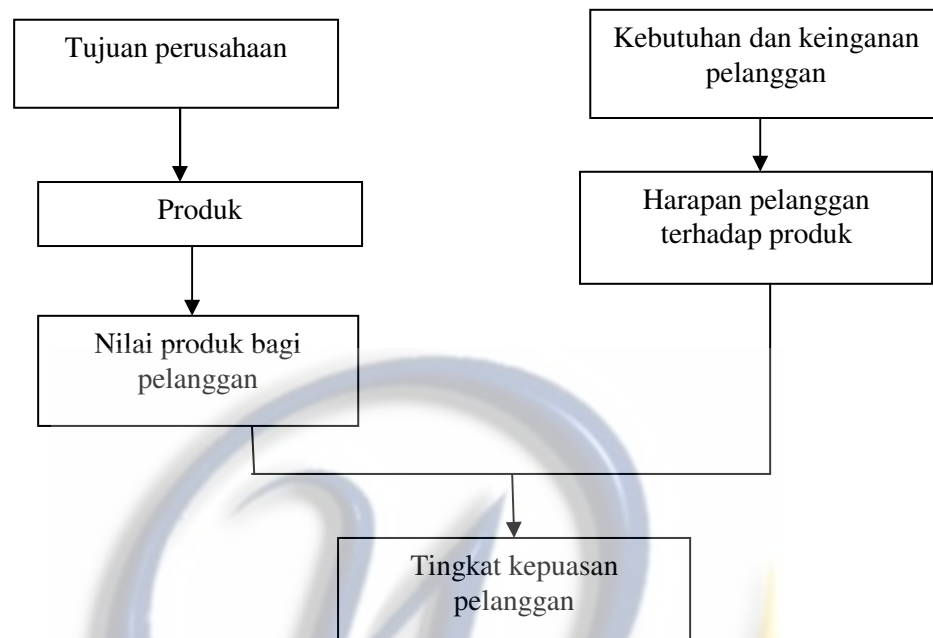 Tujuan perusahaan
Kebutuhan dan keinganan
pelanggan
Produk
Harapan pelanggan
terhadap produk
Nilai produk bagi
pelanggan
Tingkat kepuasan
pelanggan